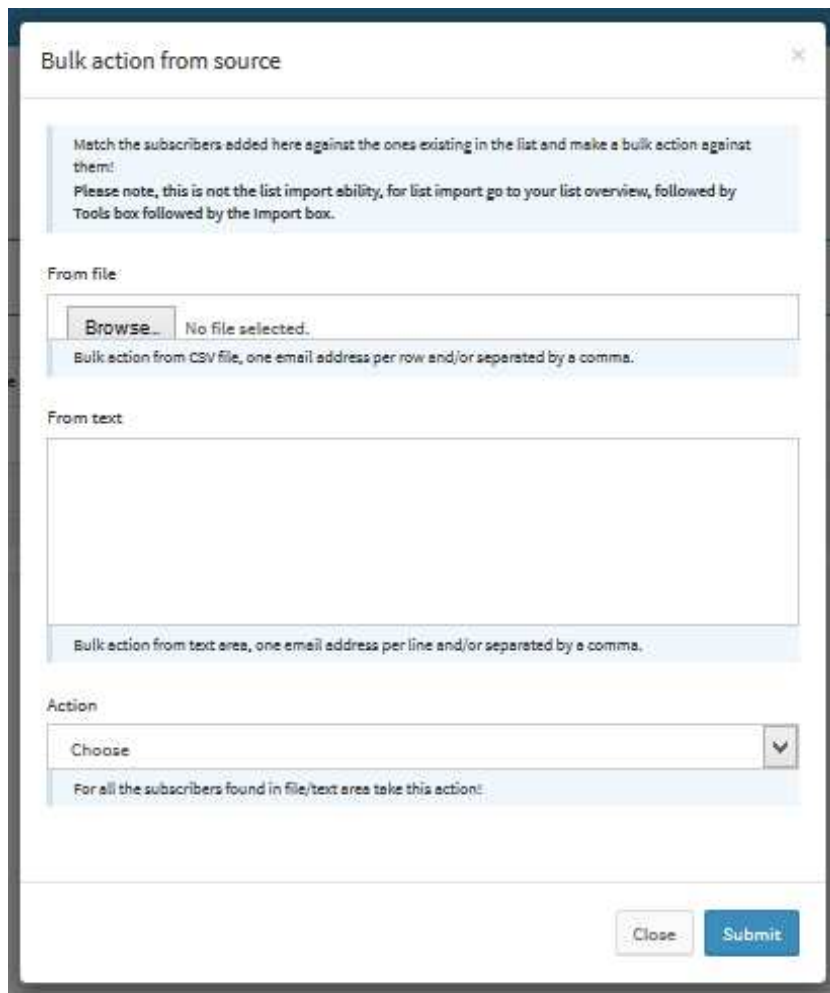 Bulk action from source
×
Match the subscribers added here against the ones existing in the list and make a bulk action against
them!
Please note, this is not the list import ability, for list import go to your list overview, followed by
Tools box followed by the Import box.
From file
Browse... No file selected.
Bulk action from CSV file, one email address per row and/or separated by a comma.
From text
Bulk action from text area, one email address per line and/or separated by a comma.
Action
Choose
For all the subscribers found in file/text area take this action!
Close Submit